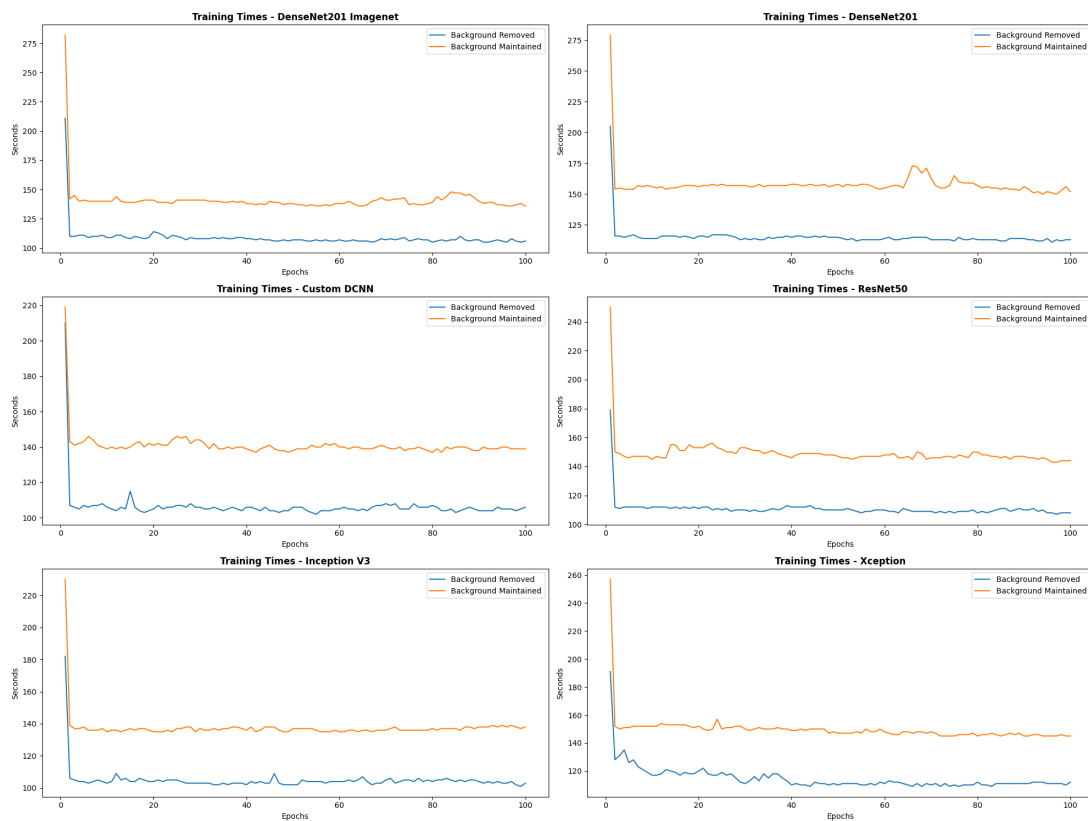 Training Times - DenseNet201 Imagenet
Background Removed
Background Maintained
275
250
225
200
175
150
125
100
Seconds
0 20 40 60 80 100
Epochs
Training Times - DenseNet201
Background Removed
Background Maintained
275
250
225
200
175
150
125
Seconds
0 20 40 60 80 100
Epochs
Training Times - Custom DCNN
Background Removed
Background Maintained
220
200
180
160
140
120
100
Seconds
0 20 40 60 80 100
Epochs
Training Times - ResNet50
Background Removed
Background Maintained
240
220
200
180
160
140
120
100
Seconds
0 20 40 60 80 100
Epochs
Training Times - Inception V3
Background Removed
Background Maintained
220
200
180
160
140
120
100
Seconds
0 20 40 60 80 100
Epochs
Training Times - Xception
Background Removed
Background Maintained
260
240
220
200
180
160
140
120
Seconds
0 20 40 60 80 100
Epochs